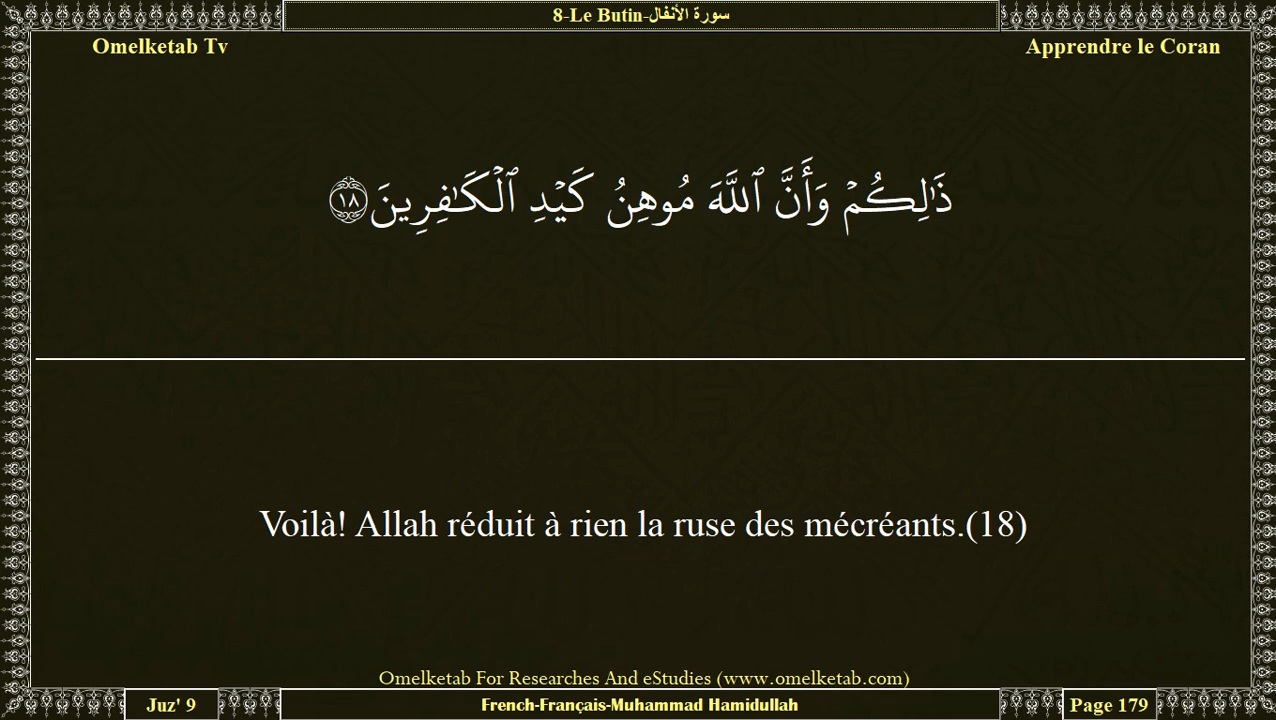 8-Le Butin-سورة الأنفال
Omelketab Tv
Apprendre le Coran
ذَٰلِكُمْ وَأَنَّ ٱللَّهَ مُوهِنُ كَيْدِ ٱلْكَـٰفِرِينَ ١٨
Voilà! Allah réduit à rien la ruse des mécréants.(18)
Omelketab For Researches And eStudies (www.omelketab.com)
Juz' 9
French-Français-Muhammad Hamidullah
Page 179